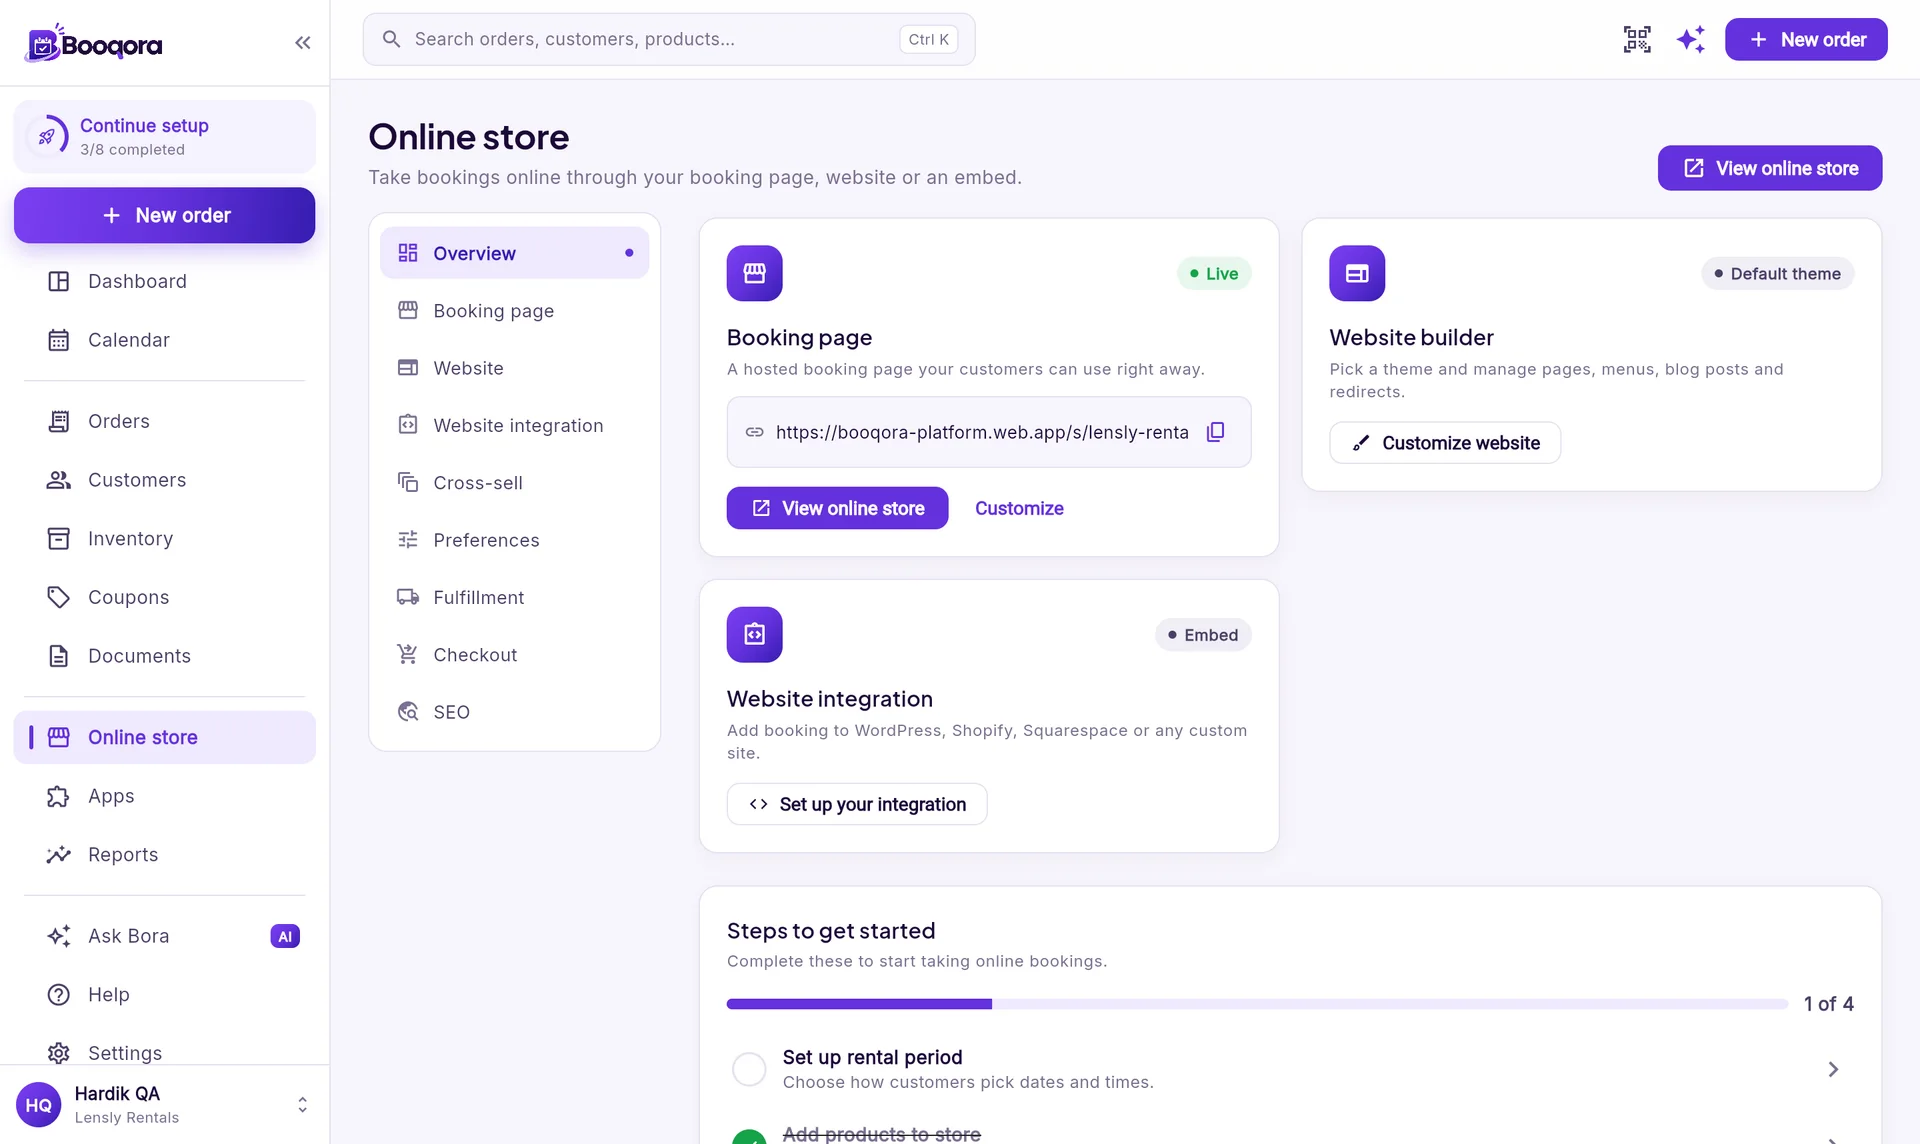 Booqora
Search orders, customers, products...
Ctrl K
New order
Continue setup
3/8 completed
New order
Dashboard
Calendar
Orders
Customers
Inventory
Coupons
Documents
Online store
Apps
Reports
Ask Bora
AI
Help
Settings
HQ
Hardik QA
Lensly Rentals
Online store
Take bookings online through your booking page, website or an embed.
View online store
Overview
Booking page
Website
Website integration
Cross-sell
Preferences
Fulfillment
Checkout
SEO
Live
Booking page
A hosted booking page your customers can use right away.
https://booqora-platform.web.app/s/lensly-renta
View online store
Customize
Default theme
Website builder
Pick a theme and manage pages, menus, blog posts and
redirects.
Customize website
Embed
Website integration
Add booking to WordPress, Shopify, Squarespace or any custom
site.
Set up your integration
Steps to get started
Complete these to start taking online bookings.
1 of 4
Set up rental period
Choose how customers pick dates and times.
Add products to store